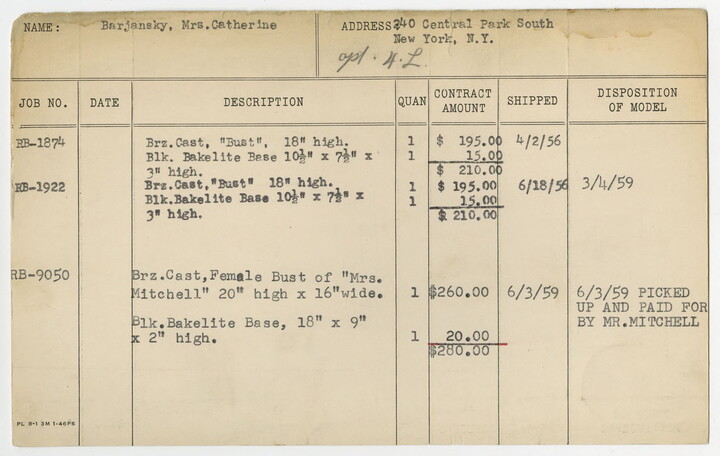 NAME: Barjansky, Mrs.Catherine
ADDRESS: 240 Central Park South
New York, N.Y.
apt. 4.L.
JOB NO. DATE DESCRIPTION QUAN CONTRACT AMOUNT SHIPPED DISPOSITION OF MODEL
RB-1874 Brz.Cast, "Bust", 18" high. 1 $ 195.00 4/2/56
Blk. Bakelite Base 10½" x 7½" x 1 15.00
3" high. $ 210.00
RB-1922 Brz.Cast,"Bust" 18" high. 1 $ 195.00 6/18/56 3/4/59
Blk.Bakelite Base 10½" x 7½" x 1 15.00
3" high. $ 210.00
RB-9050 Brz.Cast,Female Bust of "Mrs.
Mitchell" 20" high x 16"wide. 1 $260.00 6/3/59 6/3/59 PICKED
UP AND PAID FOR
Blk.Bakelite Base, 18" x 9" BY MR.MITCHELL
x 2" high. 1 20.00
$280.00
PL 8-1 3M 1-46FS